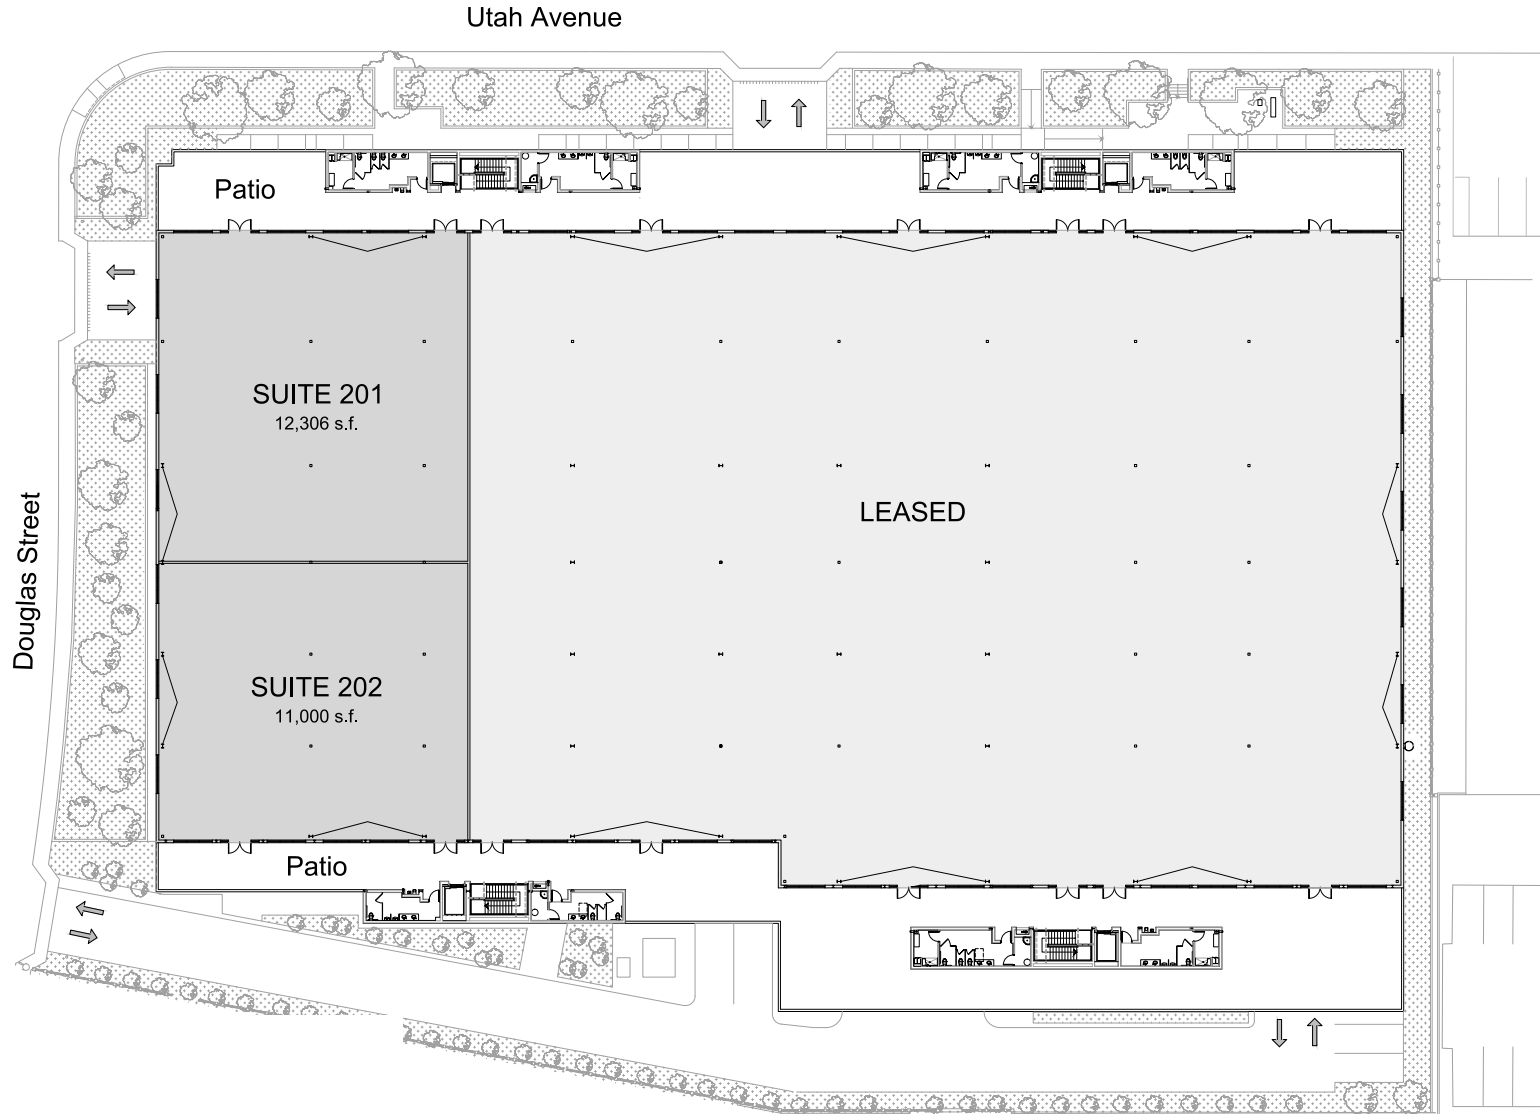 Utah Avenue
Patio
SUITE 201
12,306 s.f.
LEASED
Douglas Street
SUITE 202
11,000 s.f.
Patio